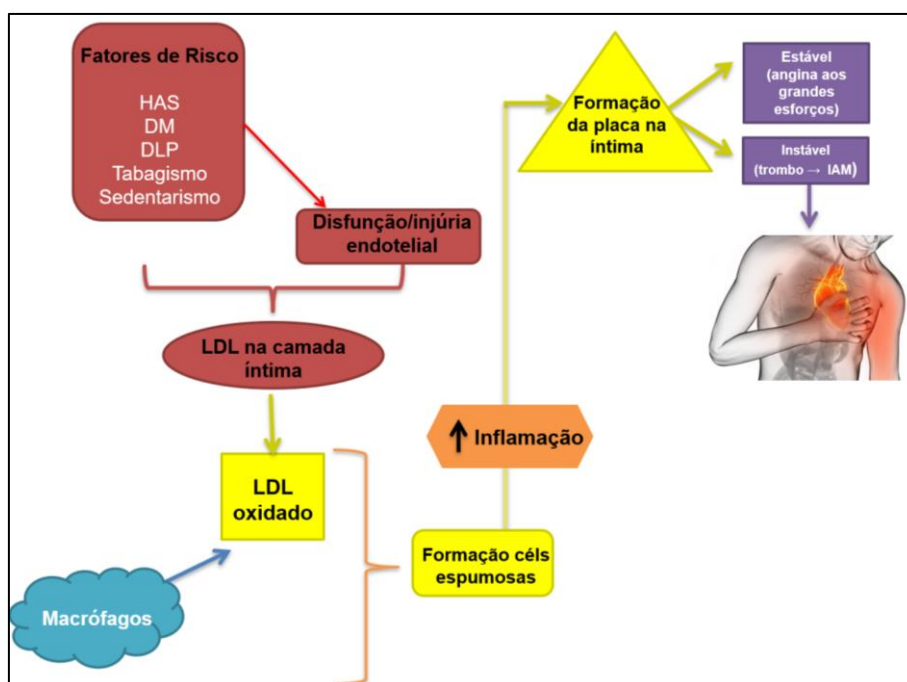 Fatores de Risco
HAS
DM
DLP
Tabagismo
Sedentarismo
Disfunção/injúria
endotelial
LDL na camada
íntima
LDL
oxidado
Macrófagos
Formação céls
espumosas
↑ Inflamação
Formação
da placa na
íntima
Estável
(angina aos
grandes
esforços)
Instável
(trombo → IAM)